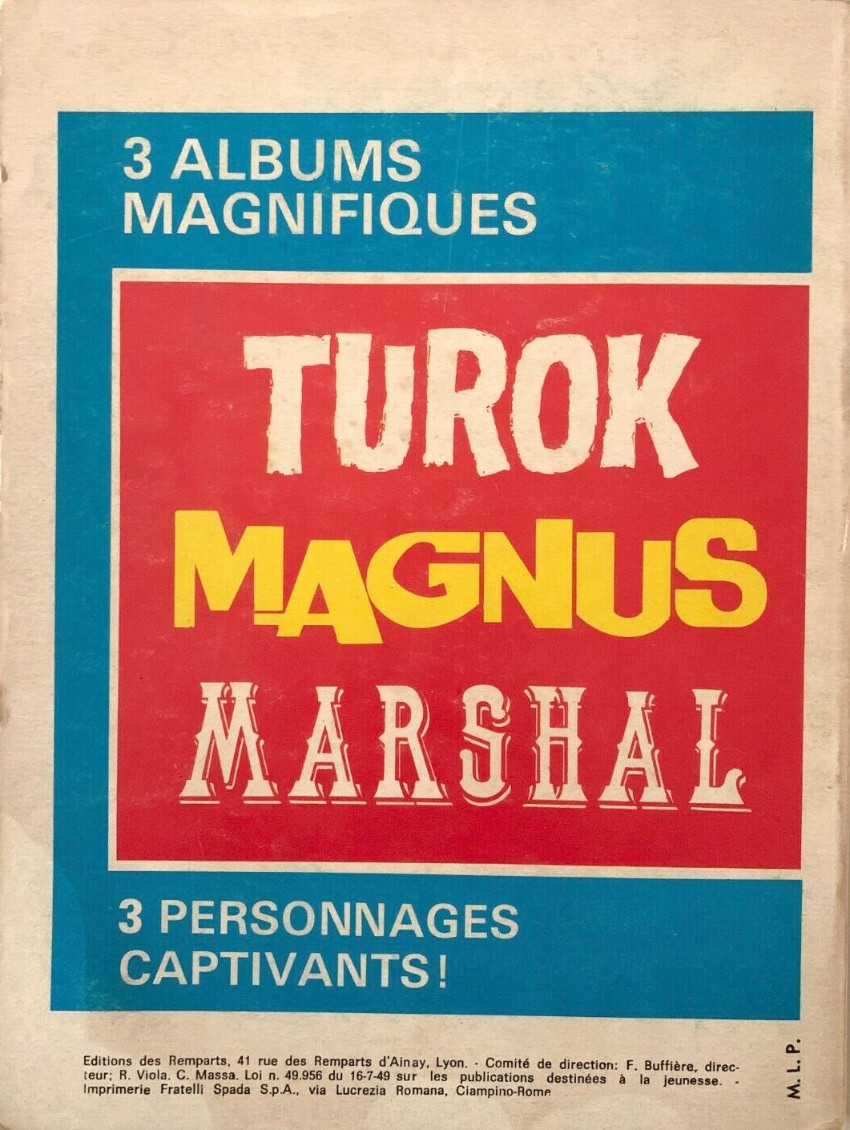 3 ALBUMS
MAGNIFIQUES
TUROK
MAGNUS
MARSHAL
3 PERSONNAGES
CAPTIVANTS!
Editions des Remparts, 41 rue des Remparts d'Ainay, Lyon. - Comité de direction: F. Buffière, direc-
teur; R. Viola. C. Massa. Loi n. 49.956 du 16-7-49 sur les publications destinées à la jeunesse. -
Imprimerie Fratelli Spada S.p.A., via Lucrezia Romana, Ciampino-Rome
M. L. P.